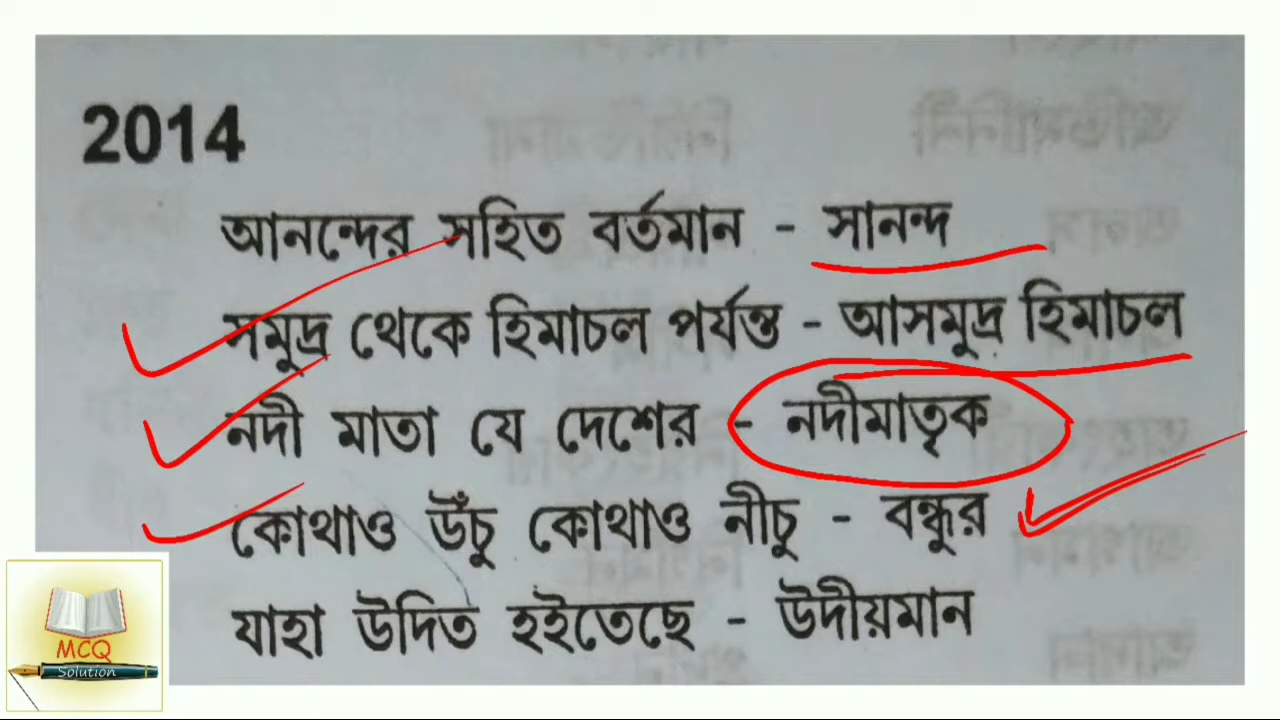 2014
আনন্দের সহিত বর্তমান - সানন্দ
সমুদ্র থেকে হিমাচল পর্যন্ত - আসমুদ্র হিমাচল
নদী মাতা যে দেশের - নদীমাতৃক
কোথাও উঁচু কোথাও নীচু - বন্ধুর
যাহা উদিত হইতেছে - উদীয়মান
MCQ
Solution